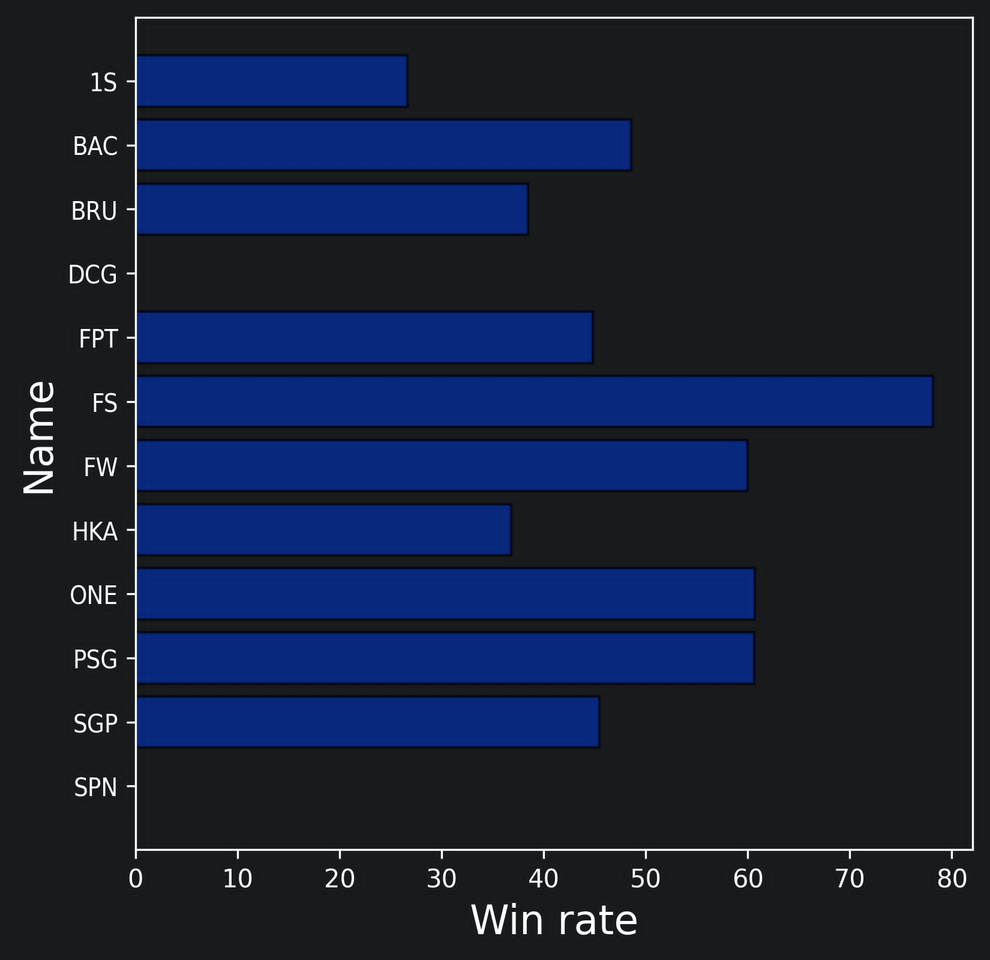 1S
BAC
BRU
DCG
FPT
FS
FW
HKA
ONE
PSG
SGP
SPN
Name
0 10 20 30 40 50 60 70 80
Win rate